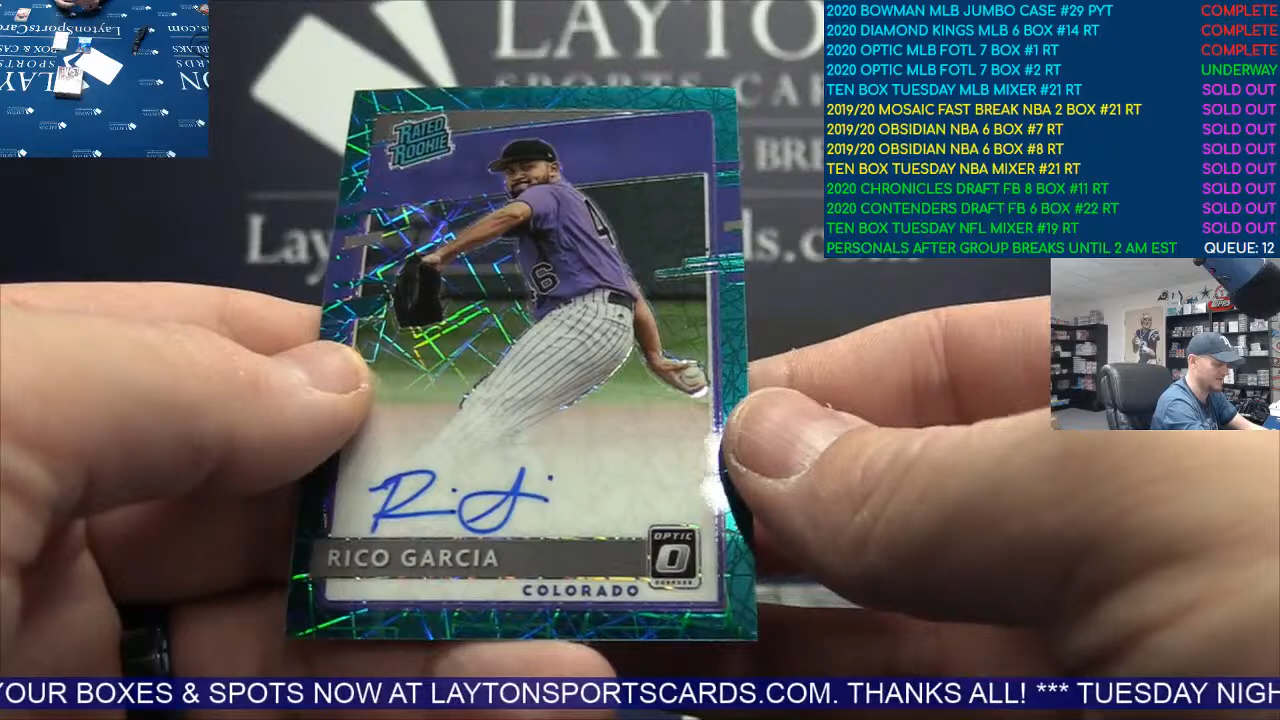 2020 BOWMAN MLB JUMBO CASE #29 PYT COMPLETE
2020 DIAMOND KINGS MLB 6 BOX #14 RT COMPLETE
2020 OPTIC MLB FOTL 7 BOX #1 RT COMPLETE
2020 OPTIC MLB FOTL 7 BOX #2 RT UNDERWAY
TEN BOX TUESDAY MLB MIXER #21 RT SOLD OUT
2019/20 MOSAIC FAST BREAK NBA 2 BOX #21 RT SOLD OUT
2019/20 OBSIDIAN NBA 6 BOX #7 RT SOLD OUT
2019/20 OBSIDIAN NBA 6 BOX #8 RT SOLD OUT
TEN BOX TUESDAY NBA MIXER #21 RT SOLD OUT
2020 CHRONICLES DRAFT FB 8 BOX #11 RT SOLD OUT
2020 CONTENDERS DRAFT FB 6 BOX #22 RT SOLD OUT
TEN BOX TUESDAY NFL MIXER #19 RT SOLD OUT
PERSONALS AFTER GROUP BREAKS UNTIL 2 AM EST QUEUE: 12
LAYTO
SPORTS CARD
BRE
Lay ds.com
RATED
ROOKIE
RICO GARCIA
OPTIC
COLORADO
YOUR BOXES & SPOTS NOW AT LAYTONSPORTSCARDS.COM. THANKS ALL! *** TUESDAY NIGH